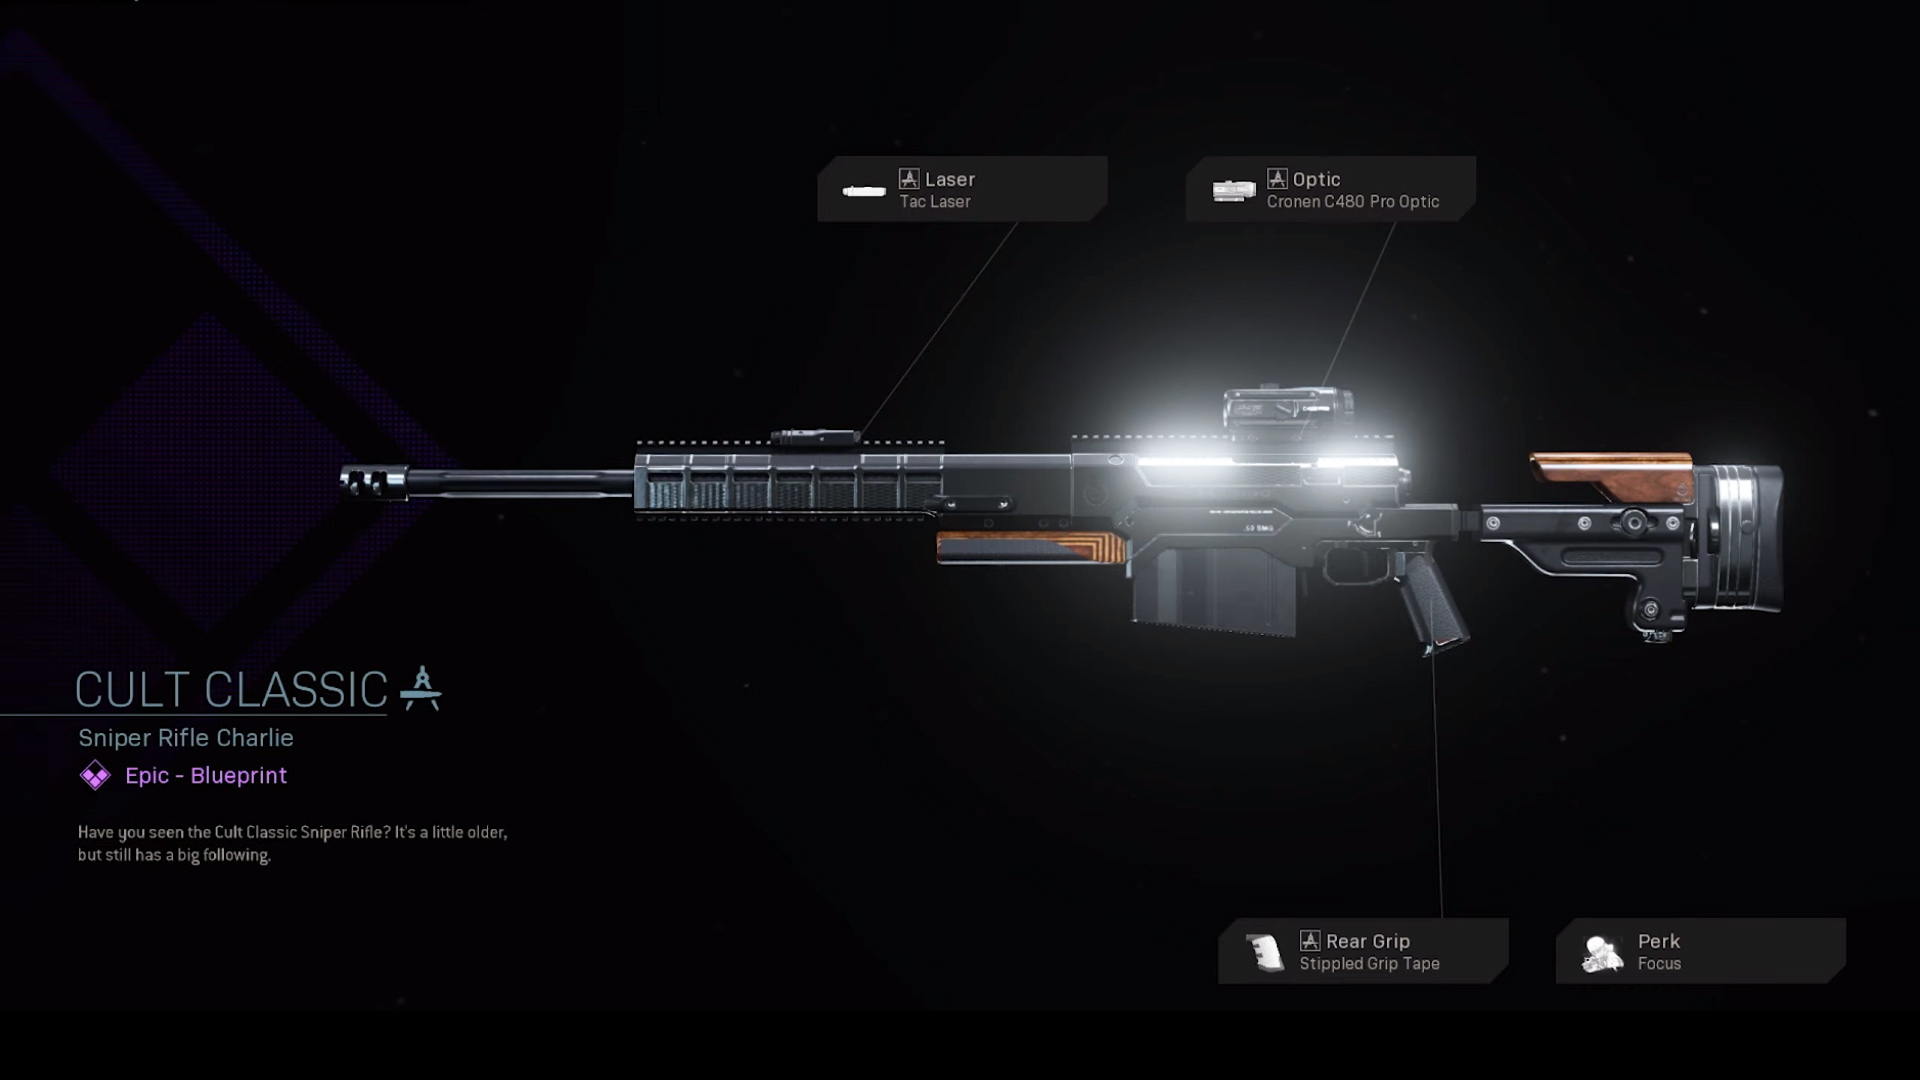 Laser
Tac Laser
Optic
Cronen C480 Pro Optic
.50 BMG
CULT CLASSIC
Sniper Rifle Charlie
Epic - Blueprint
Have you seen the Cult Classic Sniper Rifle? It's a little older,
but still has a big following.
Rear Grip
Stippled Grip Tape
Perk
Focus